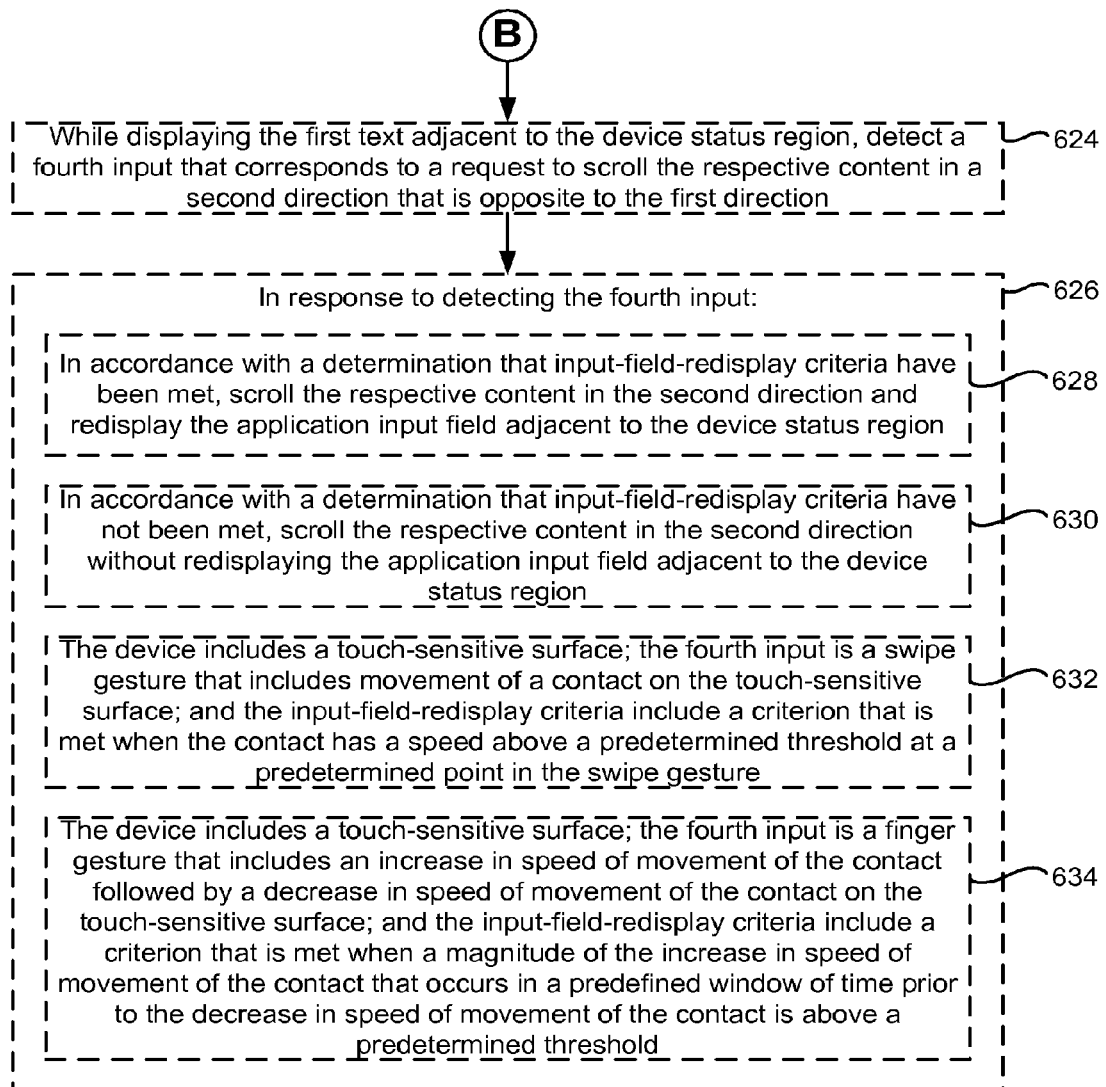 B
While displaying the first text adjacent to the device status region, detect a
fourth input that corresponds to a request to scroll the respective content in a
second direction that is opposite to the first direction
624
In response to detecting the fourth input:
626
In accordance with a determination that input-field-redisplay criteria have
been met, scroll the respective content in the second direction and
redisplay the application input field adjacent to the device status region
628
In accordance with a determination that input-field-redisplay criteria have
not been met, scroll the respective content in the second direction
without redisplaying the application input field adjacent to the device
status region
630
The device includes a touch-sensitive surface; the fourth input is a swipe
gesture that includes movement of a contact on the touch-sensitive
surface; and the input-field-redisplay criteria include a criterion that is
met when the contact has a speed above a predetermined threshold at a
predetermined point in the swipe gesture
632
The device includes a touch-sensitive surface; the fourth input is a finger
gesture that includes an increase in speed of movement of the contact
followed by a decrease in speed of movement of the contact on the
touch-sensitive surface; and the input-field-redisplay criteria include a
criterion that is met when a magnitude of the increase in speed of
movement of the contact that occurs in a predefined window of time prior
to the decrease in speed of movement of the contact is above a
predetermined threshold
634